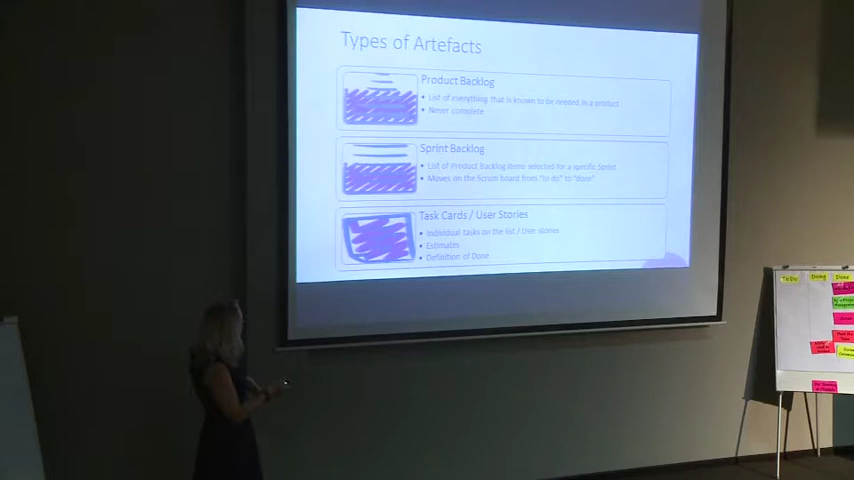 Types of Artefacts
Product Backlog
• List of everything that is known to be needed in a product
• Never complete
Sprint Backlog
• List of Product Backlog items selected for a specific Sprint
• Moves on the Scrum board from "to do" to "done"
Task Cards / User Stories
• Individual tasks on the list / User stories
• Estimates
• Definition of Done
To Do
Doing
Done